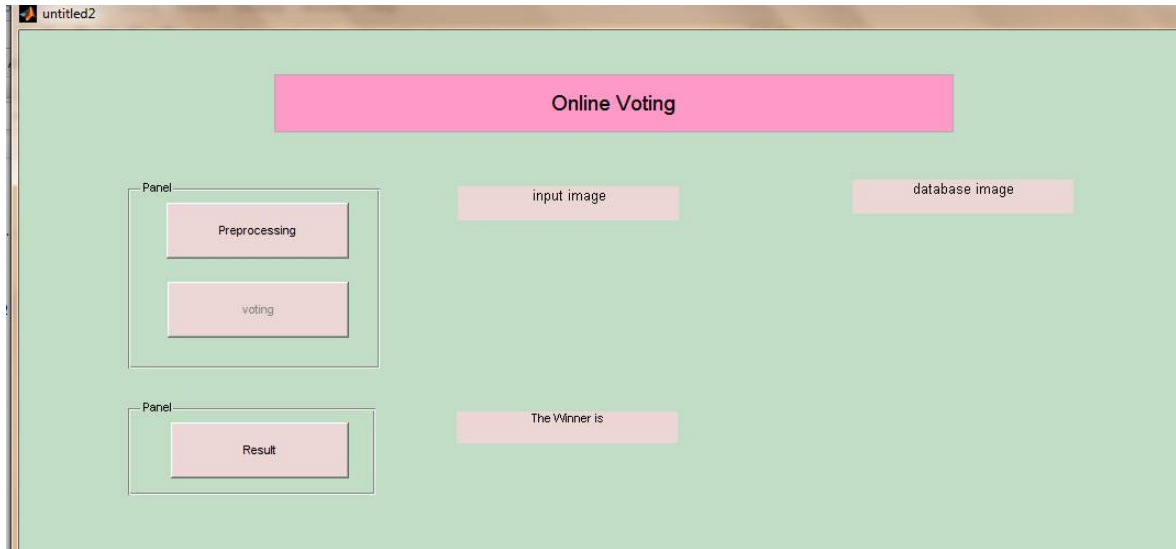 untitled2
Online Voting
Panel
input image
database image
Preprocessing
voting
Panel
The Winner is
Result